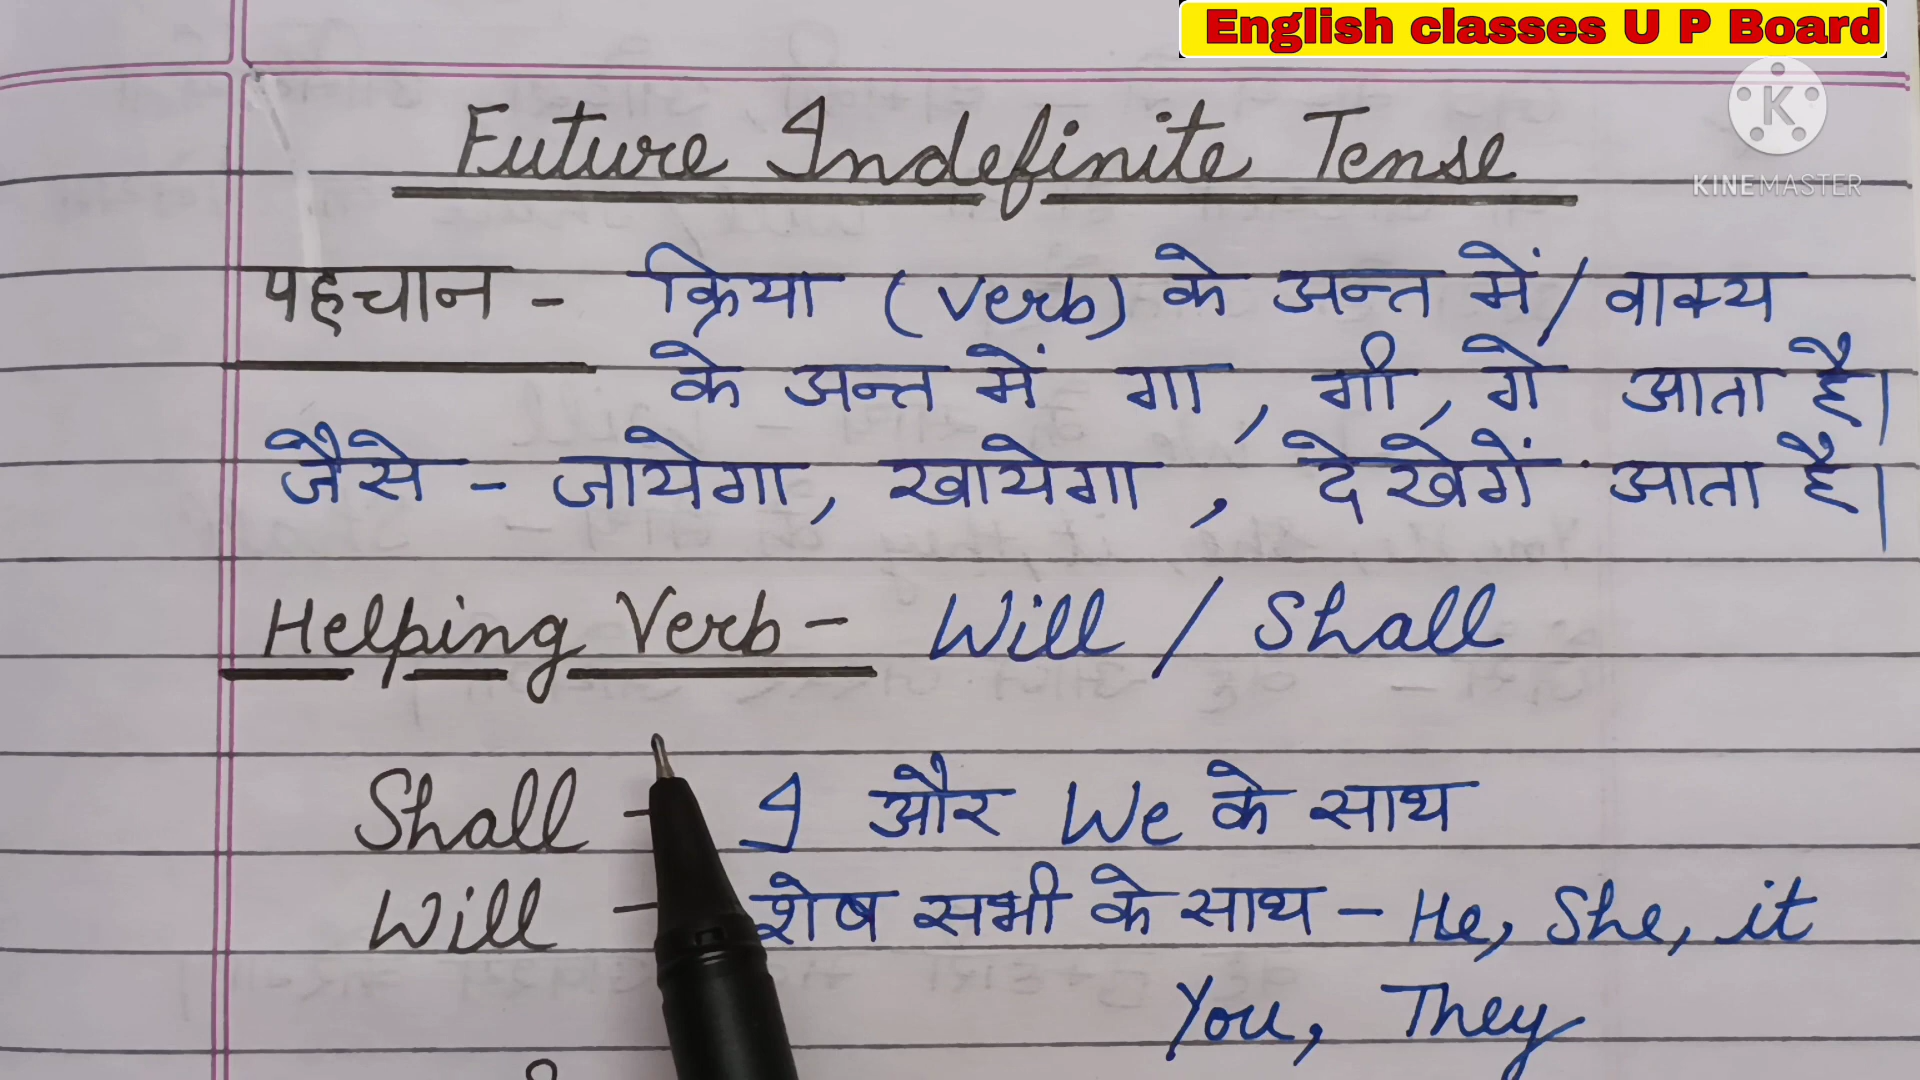 English classes U P Board
KINEMASTER
Future Indefinite Tense
पहचान - क्रिया (verb) के अन्त में/ वाक्य
के अन्त में गा, गी, गे आता है।
जैसे - जायेगा, खायेगा, देखेगें आता है।
Helping Verb - Will / Shall
Shall - I और We के साथ
Will - शेष सभी के साथ - He, She, it
You, They